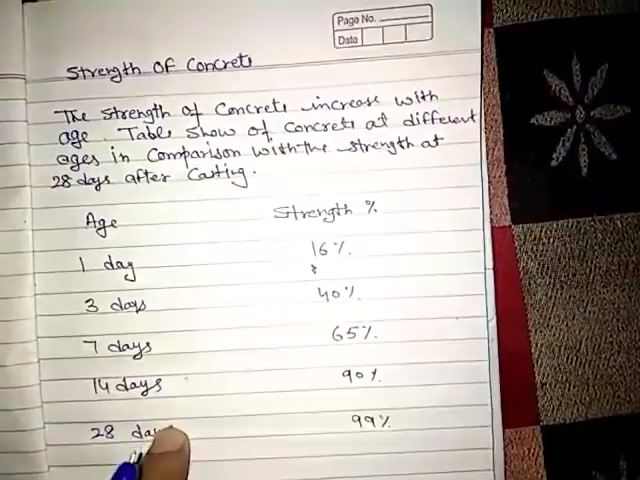 Page No.
Date
Strength Of Concrete
The Strength of Concrete increase with
age. Table show of concrete at different
ages in comparison with the strength at
28 days after Casting.
Age Strength %
1 day 16%.
3 days 40%.
7 days 65%.
14 days 90%.
28 days 99%